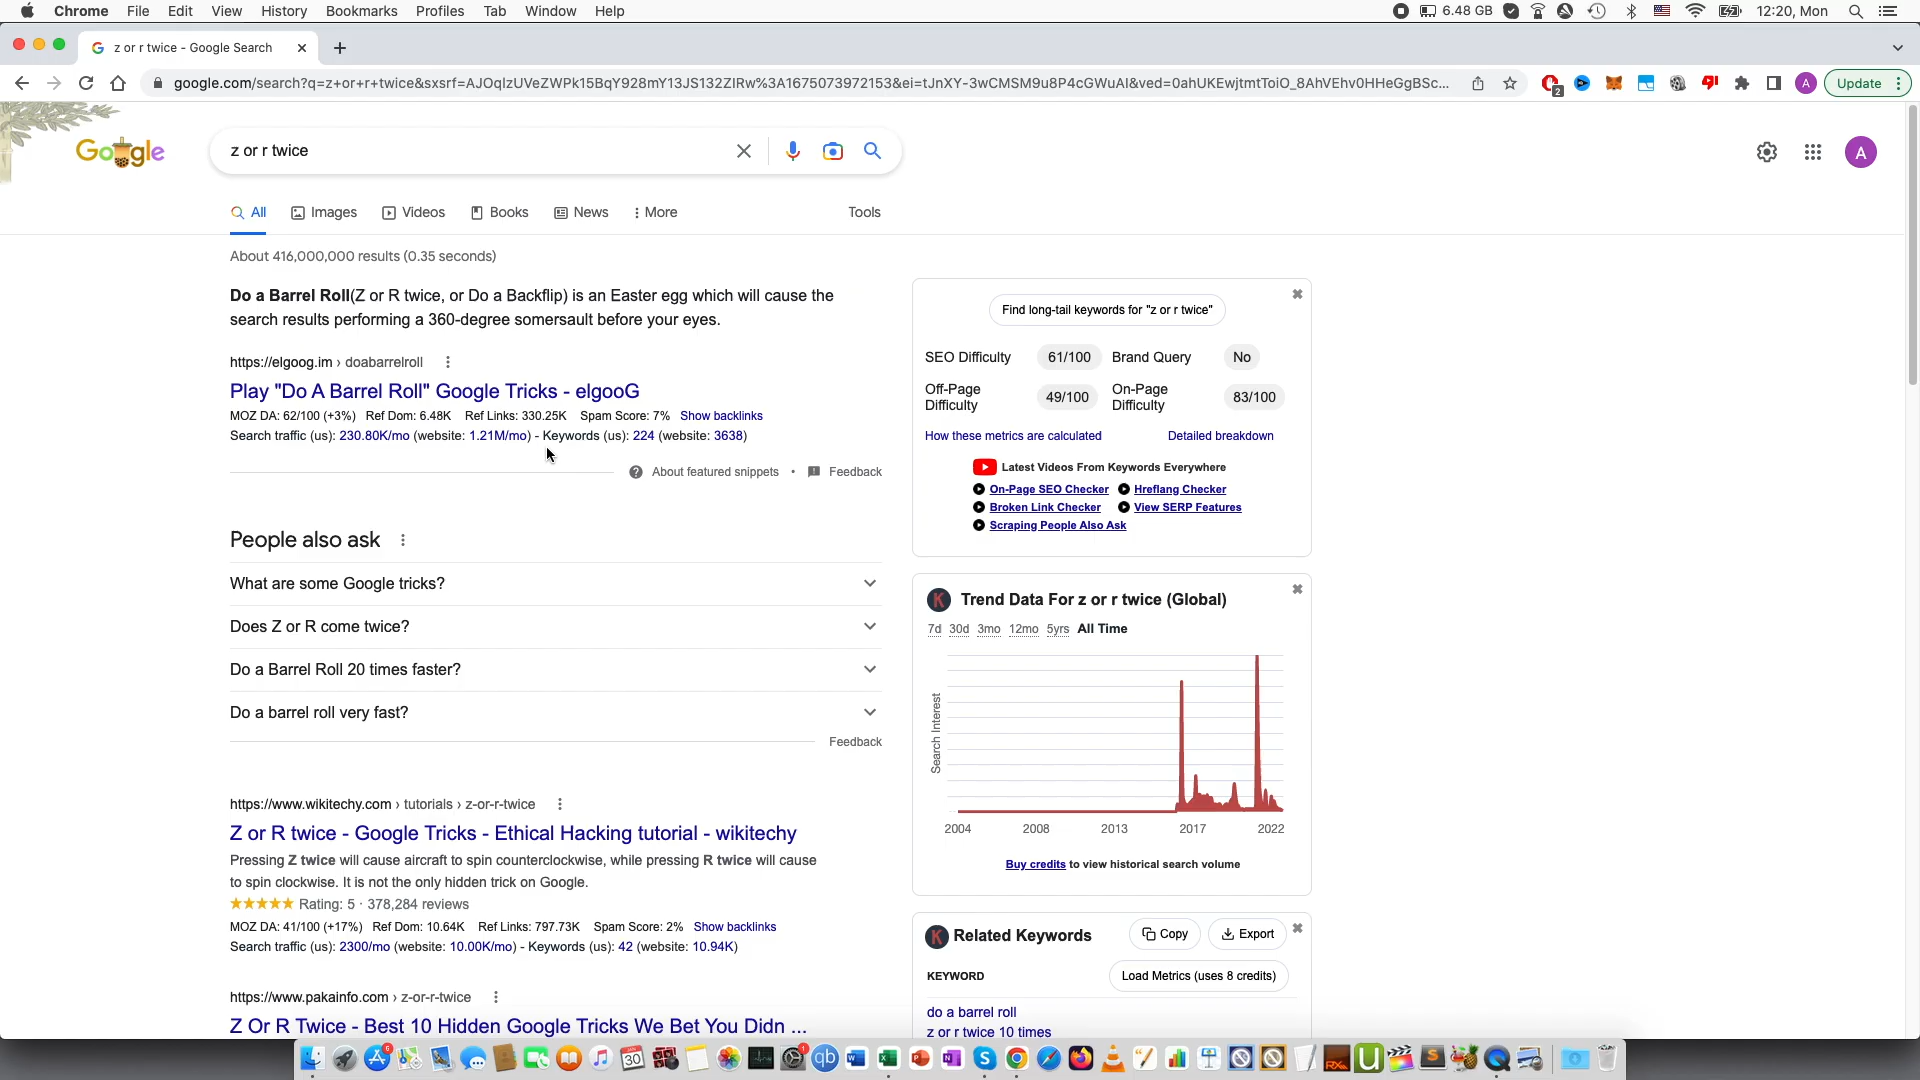 Chrome File Edit View History Bookmarks Profiles Tab Window Help 6.48 GB 12:20, Mon
z or r twice - Google Search
google.com/search?q=z+or+r+twice&sxsrf=AJOqlzUVeZWPk15BqY928mY13JS132ZIRw%3A1675073972153&ei=tJnXY-3wCMSM9u8P4cGWuAI&ved=0ahUKEwjtmtToiO_8AhVEhv0HHeGgBSc... 2 A Update
Google z or r twice A
All Images Videos Books News More Tools
About 416,000,000 results (0.35 seconds)
Do a Barrel Roll(Z or R twice, or Do a Backflip) is an Easter egg which will cause the
search results performing a 360-degree somersault before your eyes.
https://elgoog.im › doabarrelroll
Play "Do A Barrel Roll" Google Tricks - elgooG
MOZ DA: 62/100 (+3%) Ref Dom: 6.48K Ref Links: 330.25K Spam Score: 7% Show backlinks
Search traffic (us): 230.80K/mo (website: 1.21M/mo) - Keywords (us): 224 (website: 3638)
About featured snippets • Feedback
People also ask
What are some Google tricks?
Does Z or R come twice?
Do a Barrel Roll 20 times faster?
Do a barrel roll very fast?
Feedback
https://www.wikitechy.com › tutorials › z-or-r-twice
Z or R twice - Google Tricks - Ethical Hacking tutorial - wikitechy
Pressing Z twice will cause aircraft to spin counterclockwise, while pressing R twice will cause
to spin clockwise. It is not the only hidden trick on Google.
Rating: 5 · 378,284 reviews
MOZ DA: 41/100 (+17%) Ref Dom: 10.64K Ref Links: 797.73K Spam Score: 2% Show backlinks
Search traffic (us): 2300/mo (website: 10.00K/mo) - Keywords (us): 42 (website: 10.94K)
https://www.pakainfo.com › z-or-r-twice
Z Or R Twice - Best 10 Hidden Google Tricks We Bet You Didn ...
Find long-tail keywords for "z or r twice"
SEO Difficulty 61/100 Brand Query No
Off-Page Difficulty 49/100 On-Page Difficulty 83/100
How these metrics are calculated Detailed breakdown
Latest Videos From Keywords Everywhere
On-Page SEO Checker Hreflang Checker
Broken Link Checker View SERP Features
Scraping People Also Ask
K Trend Data For z or r twice (Global)
7d 30d 3mo 12mo 5yrs All Time
Search Interest
2004 2008 2013 2017 2022
Buy credits to view historical search volume
K Related Keywords Copy Export
KEYWORD Load Metrics (uses 8 credits)
do a barrel roll
z or r twice 10 times